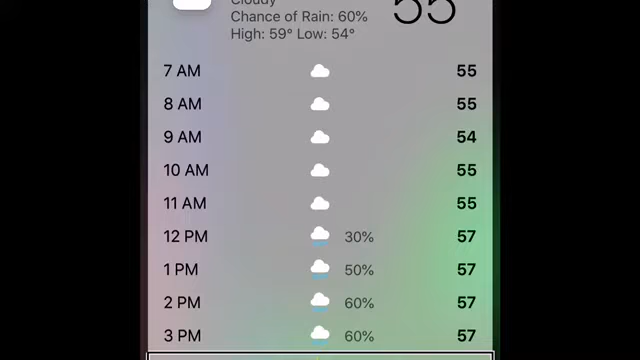 Cloudy
Chance of Rain: 60% 55
High: 59° Low: 54°
7 AM 55
8 AM 55
9 AM 54
10 AM 55
11 AM 55
12 PM 30% 57
1 PM 50% 57
2 PM 60% 57
3 PM 60% 57